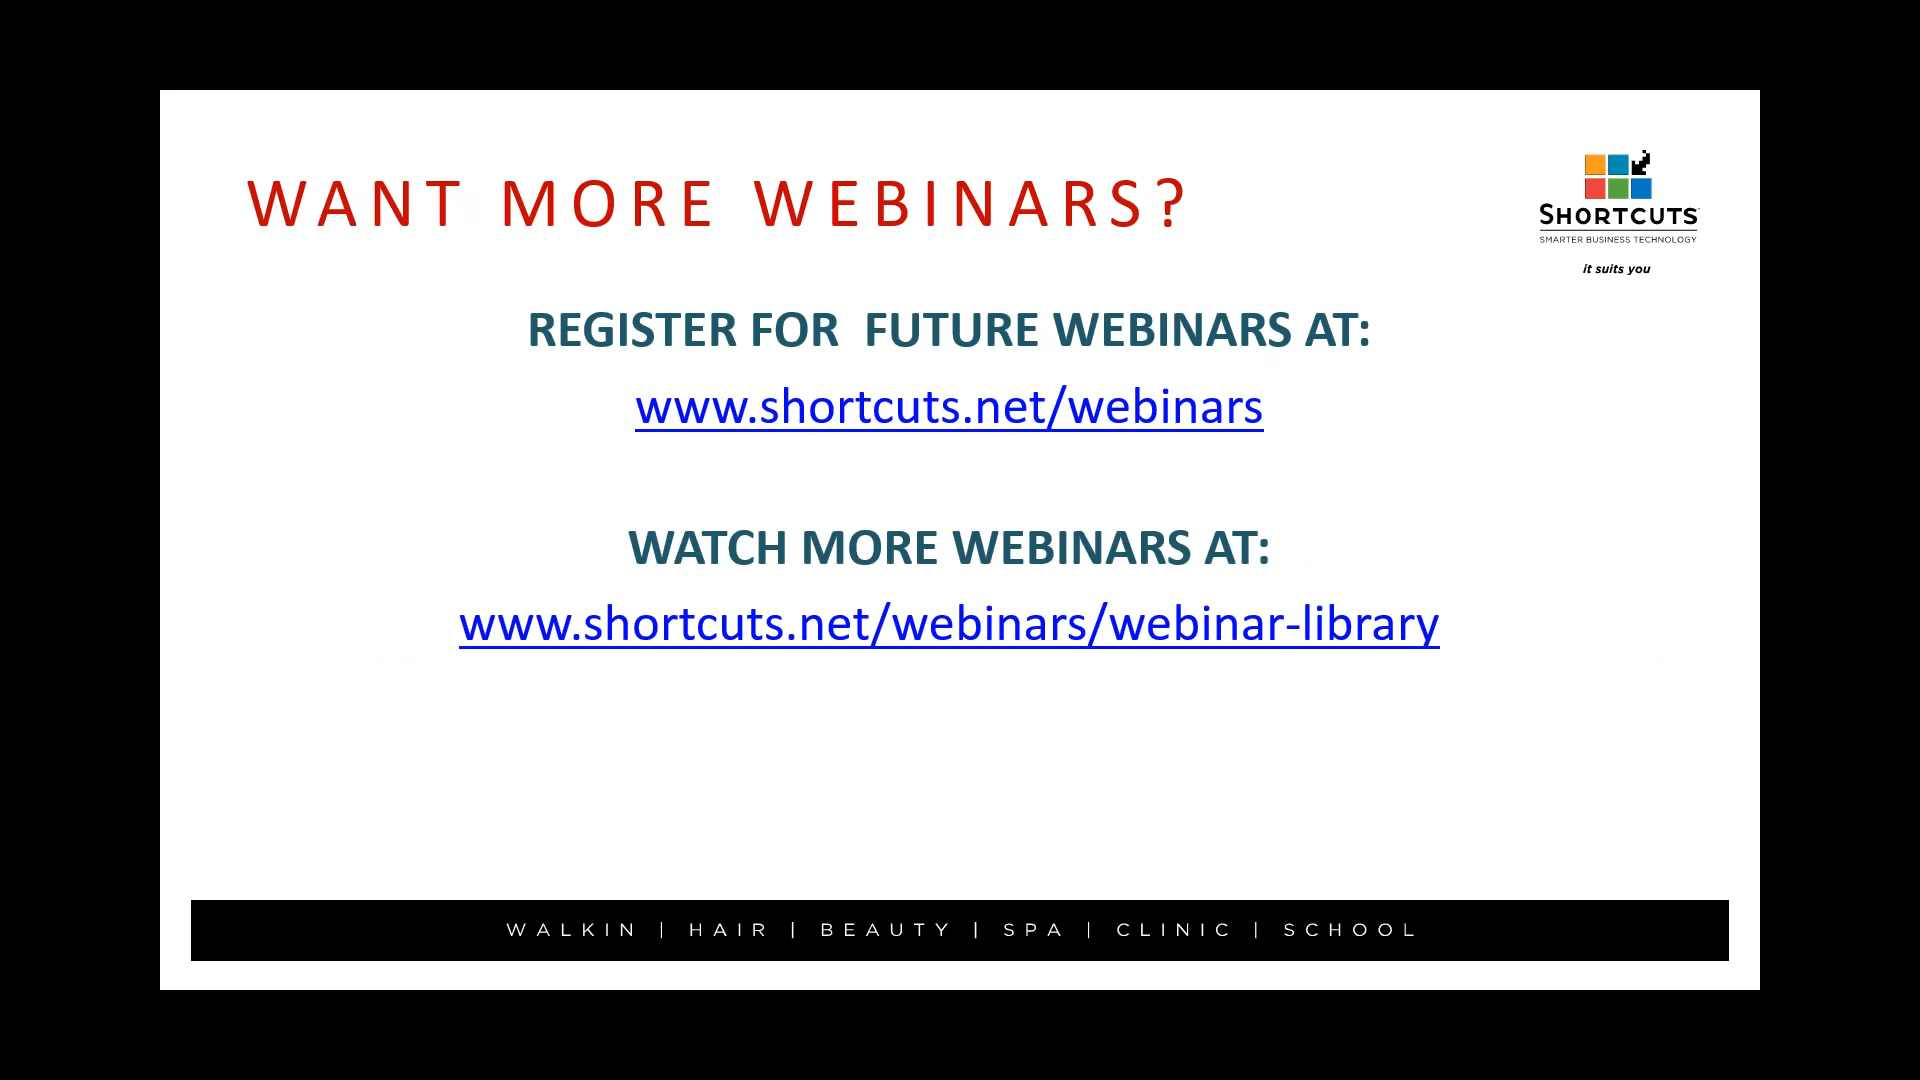 WANT MORE WEBINARS?
SHORTCUTS
SMARTER BUSINESS TECHNOLOGY
it suits you
REGISTER FOR  FUTURE WEBINARS AT:
www.shortcuts.net/webinars
WATCH MORE WEBINARS AT:
www.shortcuts.net/webinars/webinar-library
WALKIN | HAIR | BEAUTY | SPA | CLINIC | SCHOOL